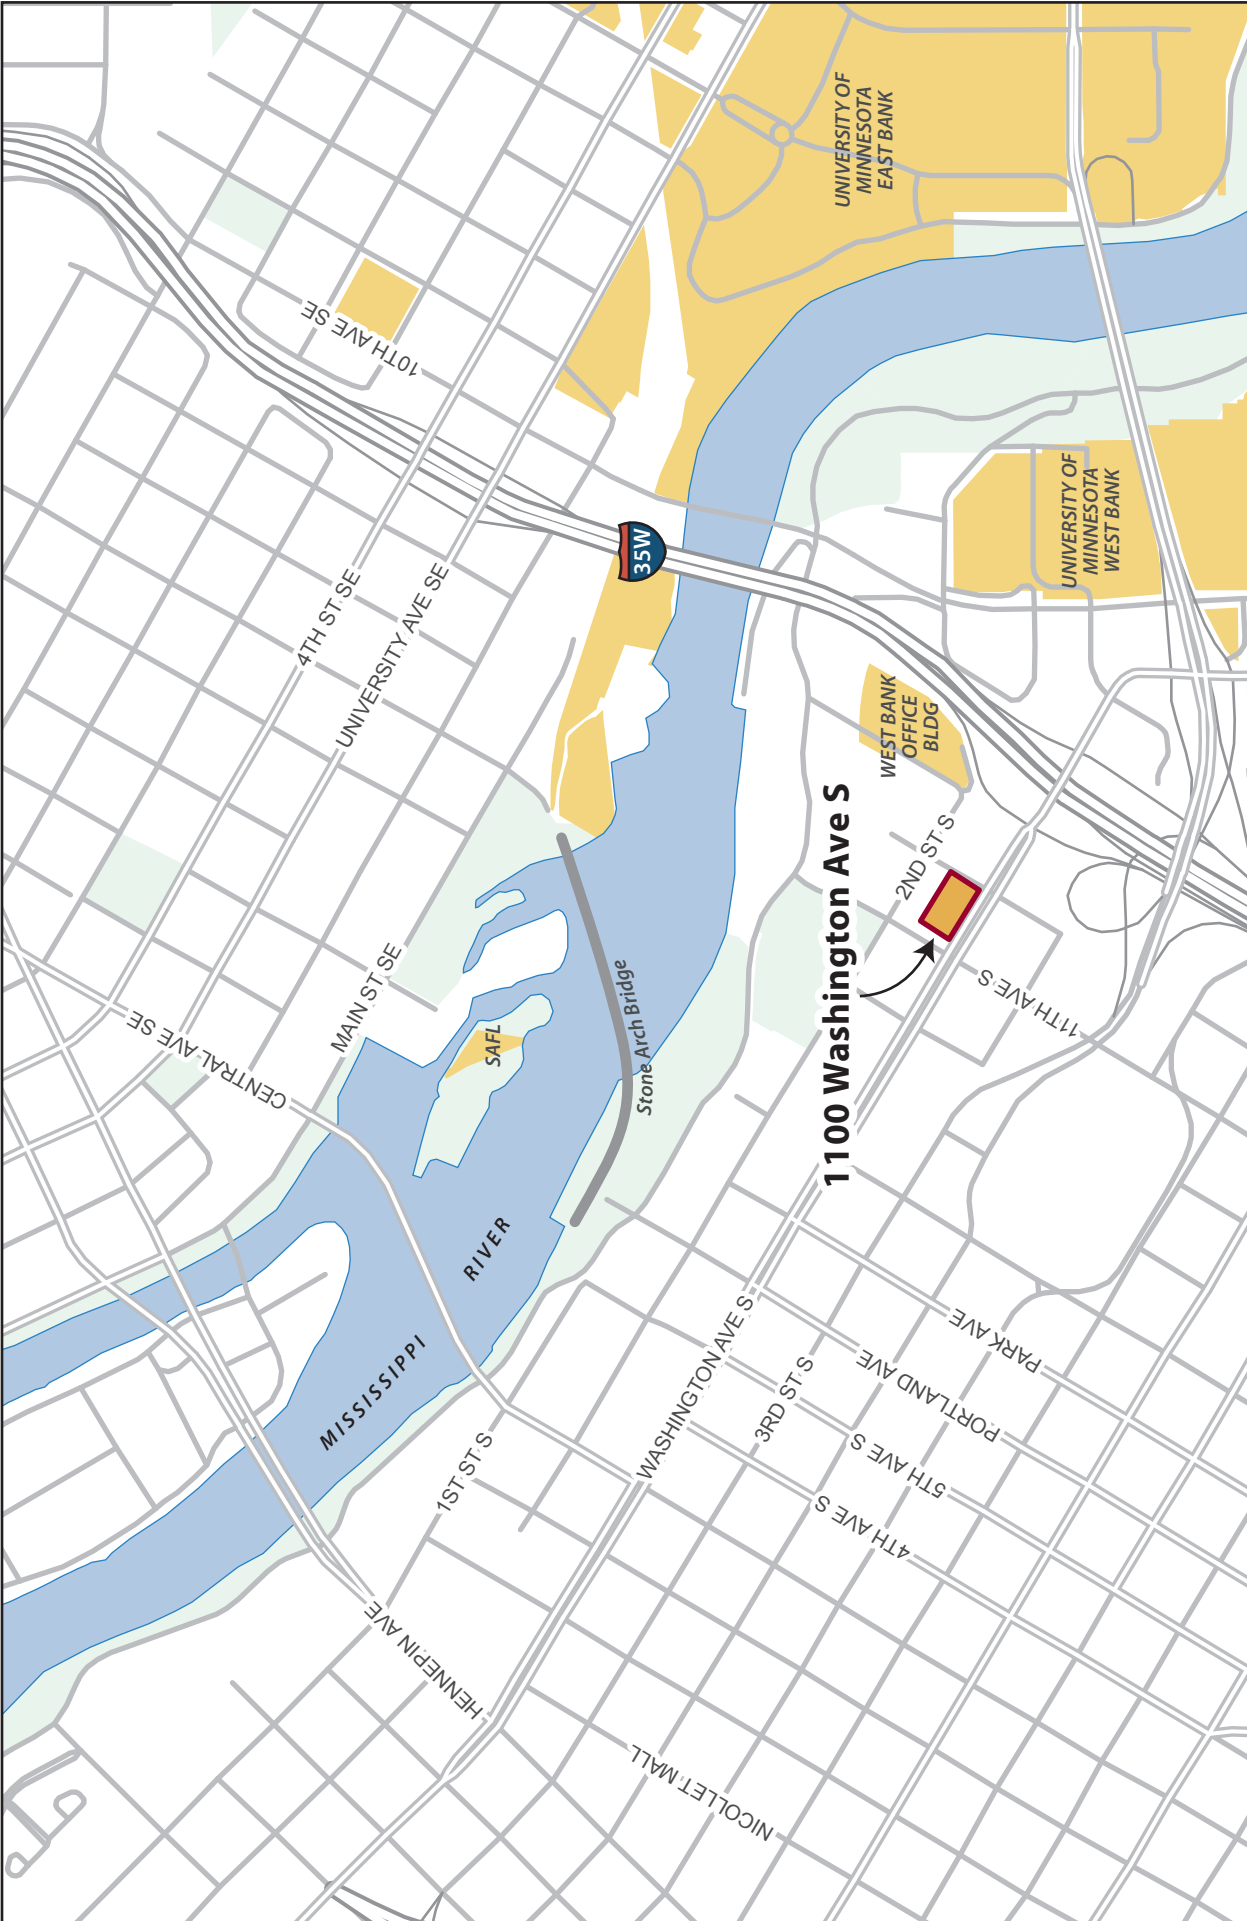 10TH AVE SE
UNIVERSITY OF
MINNESOTA
EAST BANK
35W
4TH ST SE
UNIVERSITY AVE SE
UNIVERSITY OF
MINNESOTA
WEST BANK
WEST BANK
OFFICE
BLDG
2ND ST S
1100 Washington Ave S
11TH AVE S
MAIN ST SE
CENTRAL AVE SE
SAFL
Stone Arch Bridge
MISSISSIPPI
RIVER
WASHINGTON AVE S
3RD ST S
PARK AVE
PORTLAND AVE
5TH AVE S
4TH AVE S
1ST ST S
HENNEPIN AVE
NICOLLET MALL